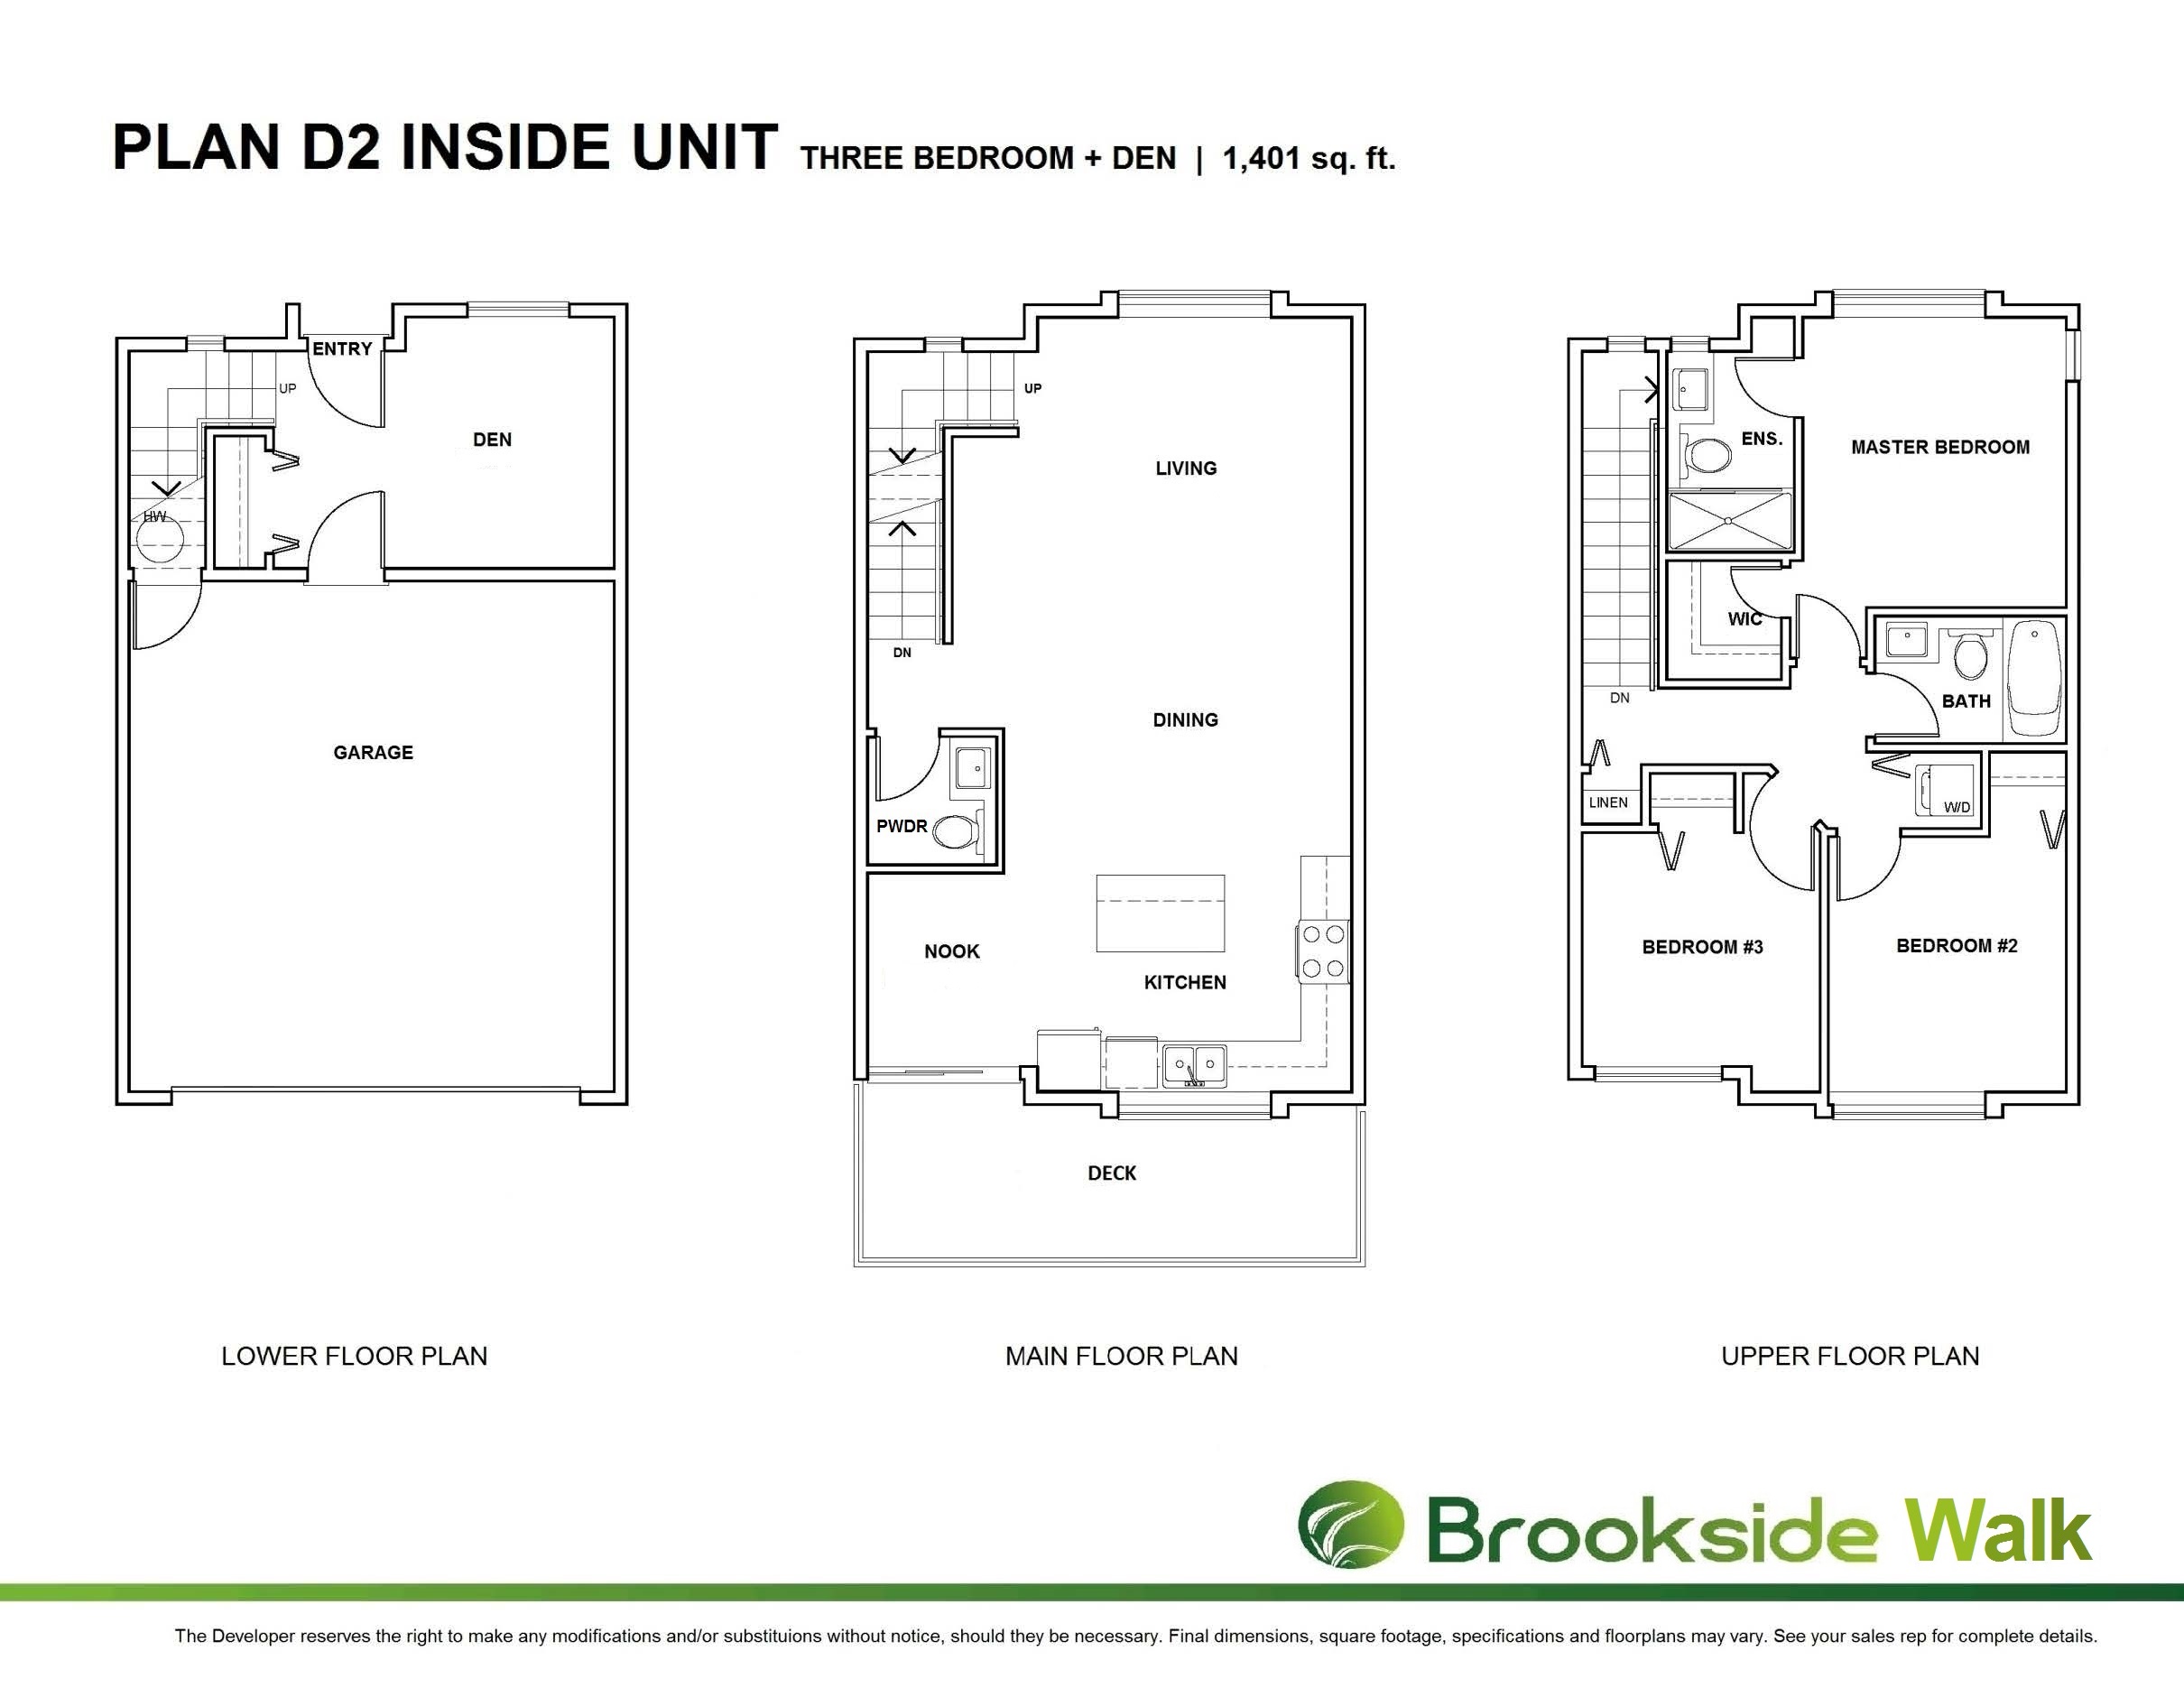 PLAN D2 INSIDE UNIT THREE BEDROOM + DEN | 1,401 sq. ft.
ENTRY
UP
DEN
HW
GARAGE
LOWER FLOOR PLAN
UP
LIVING
DN
DINING
PWDR
NOOK
KITCHEN
DECK
MAIN FLOOR PLAN
ENS.
MASTER BEDROOM
WIC
DN
BATH
LINEN
W/D
BEDROOM #3
BEDROOM #2
UPPER FLOOR PLAN
Brookside Walk
The Developer reserves the right to make any modifications and/or substituions without notice, should they be necessary. Final dimensions, square footage, specifications and floorplans may vary. See your sales rep for complete details.